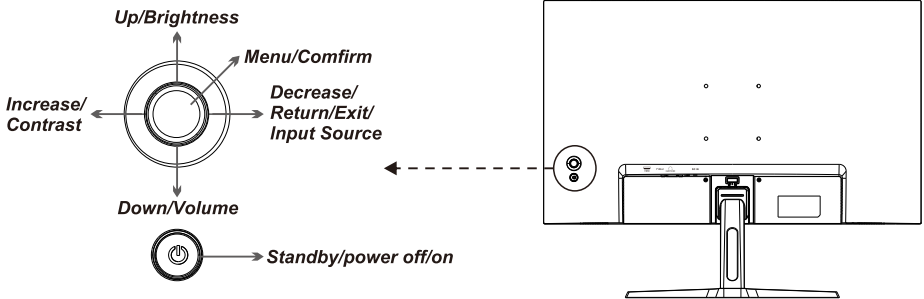 Up/Brightness
Menu/Comfirm
Increase/
Contrast
Decrease/
Return/Exit/
Input Source
Down/Volume
Standby/power off/on